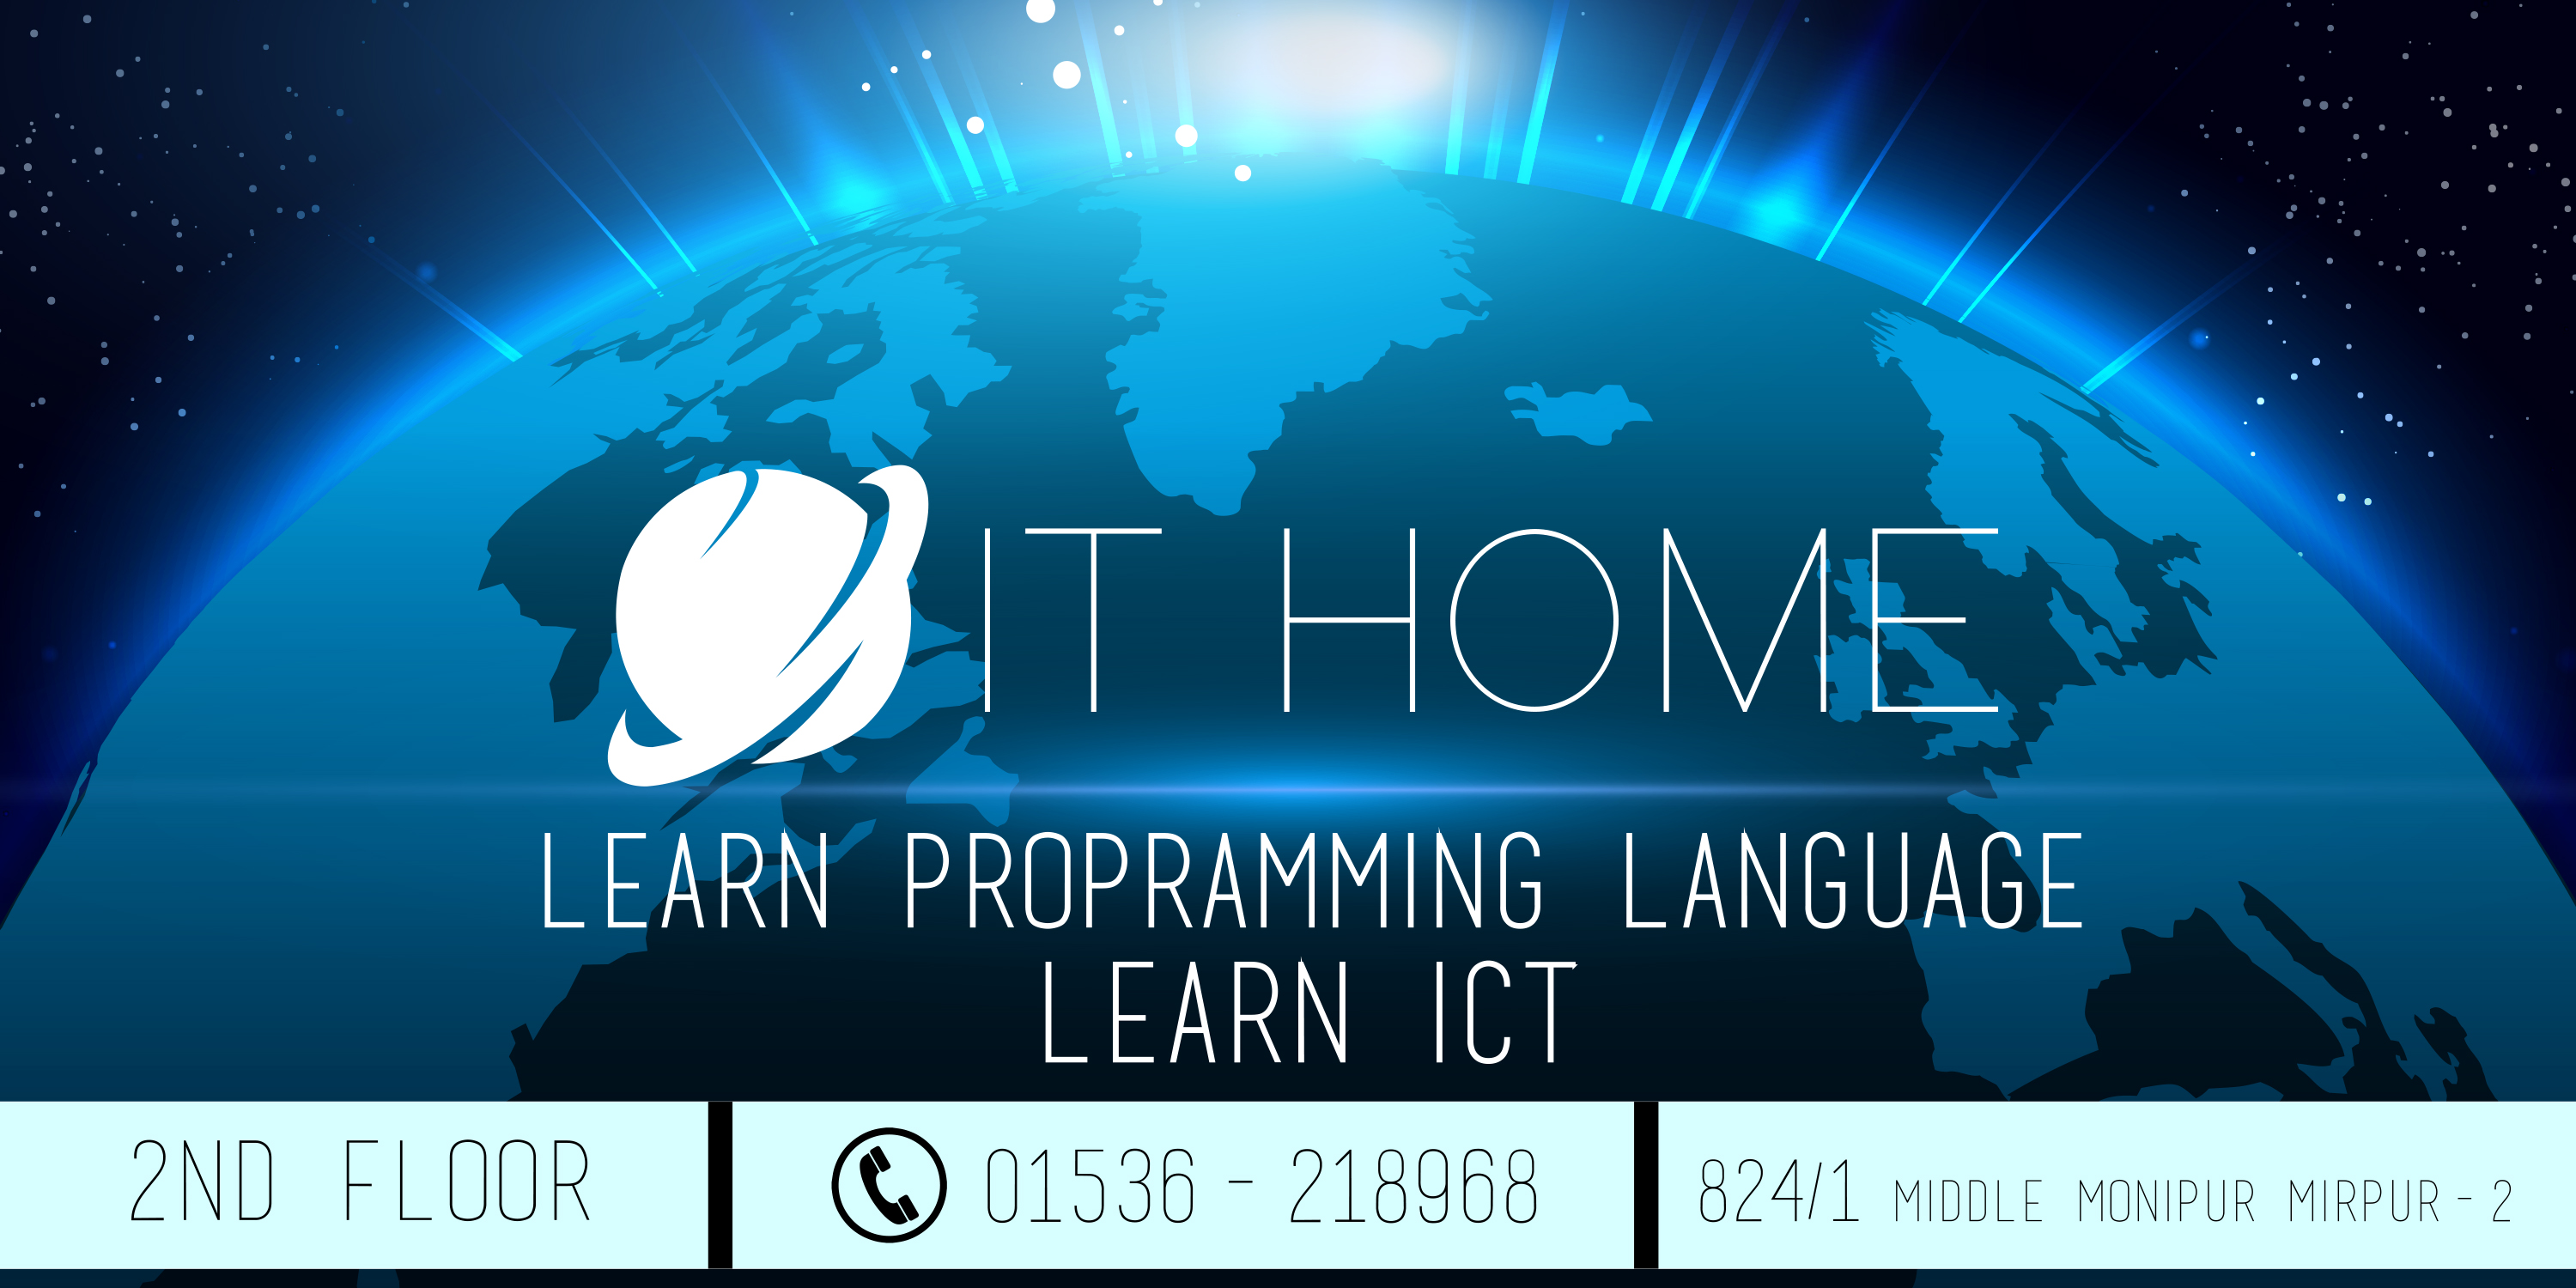 IT HOME
LEARN PROPRAMMING LANGUAGE
LEARN ICT
2ND FLOOR
01536 - 218968
824/1 MIDDLE MONIPUR MIRPUR - 2